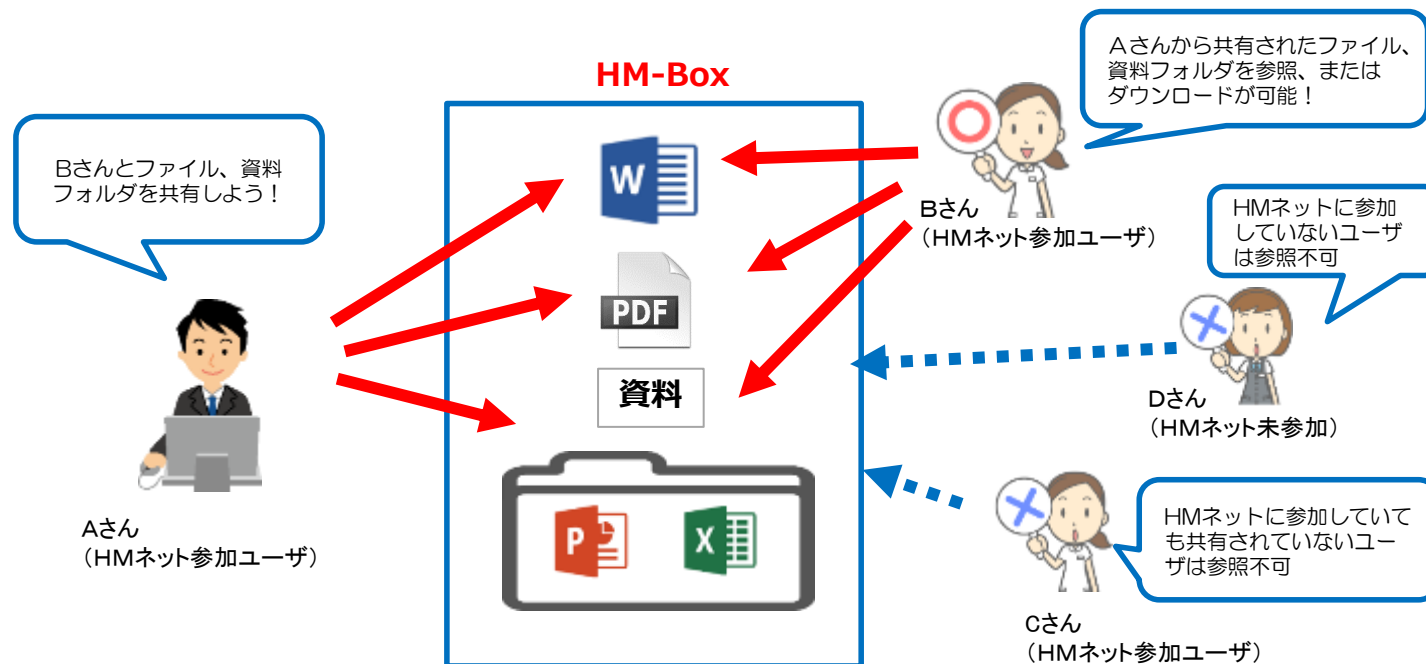 HM-Box
Bさんとファイル、資料
フォルダを共有しよう！
Aさん
（HMネット参加ユーザ）
W
PDF
資料
P
X
Aさんから共有されたファイル、
資料フォルダを参照、または
ダウンロードが可能！
Bさん
（HMネット参加ユーザ）
HMネットに参加
していないユーザ
は参照不可
Dさん
（HMネット未参加）
HMネットに参加していて
も共有されていないユー
ザは参照不可
Cさん
（HMネット参加ユーザ）